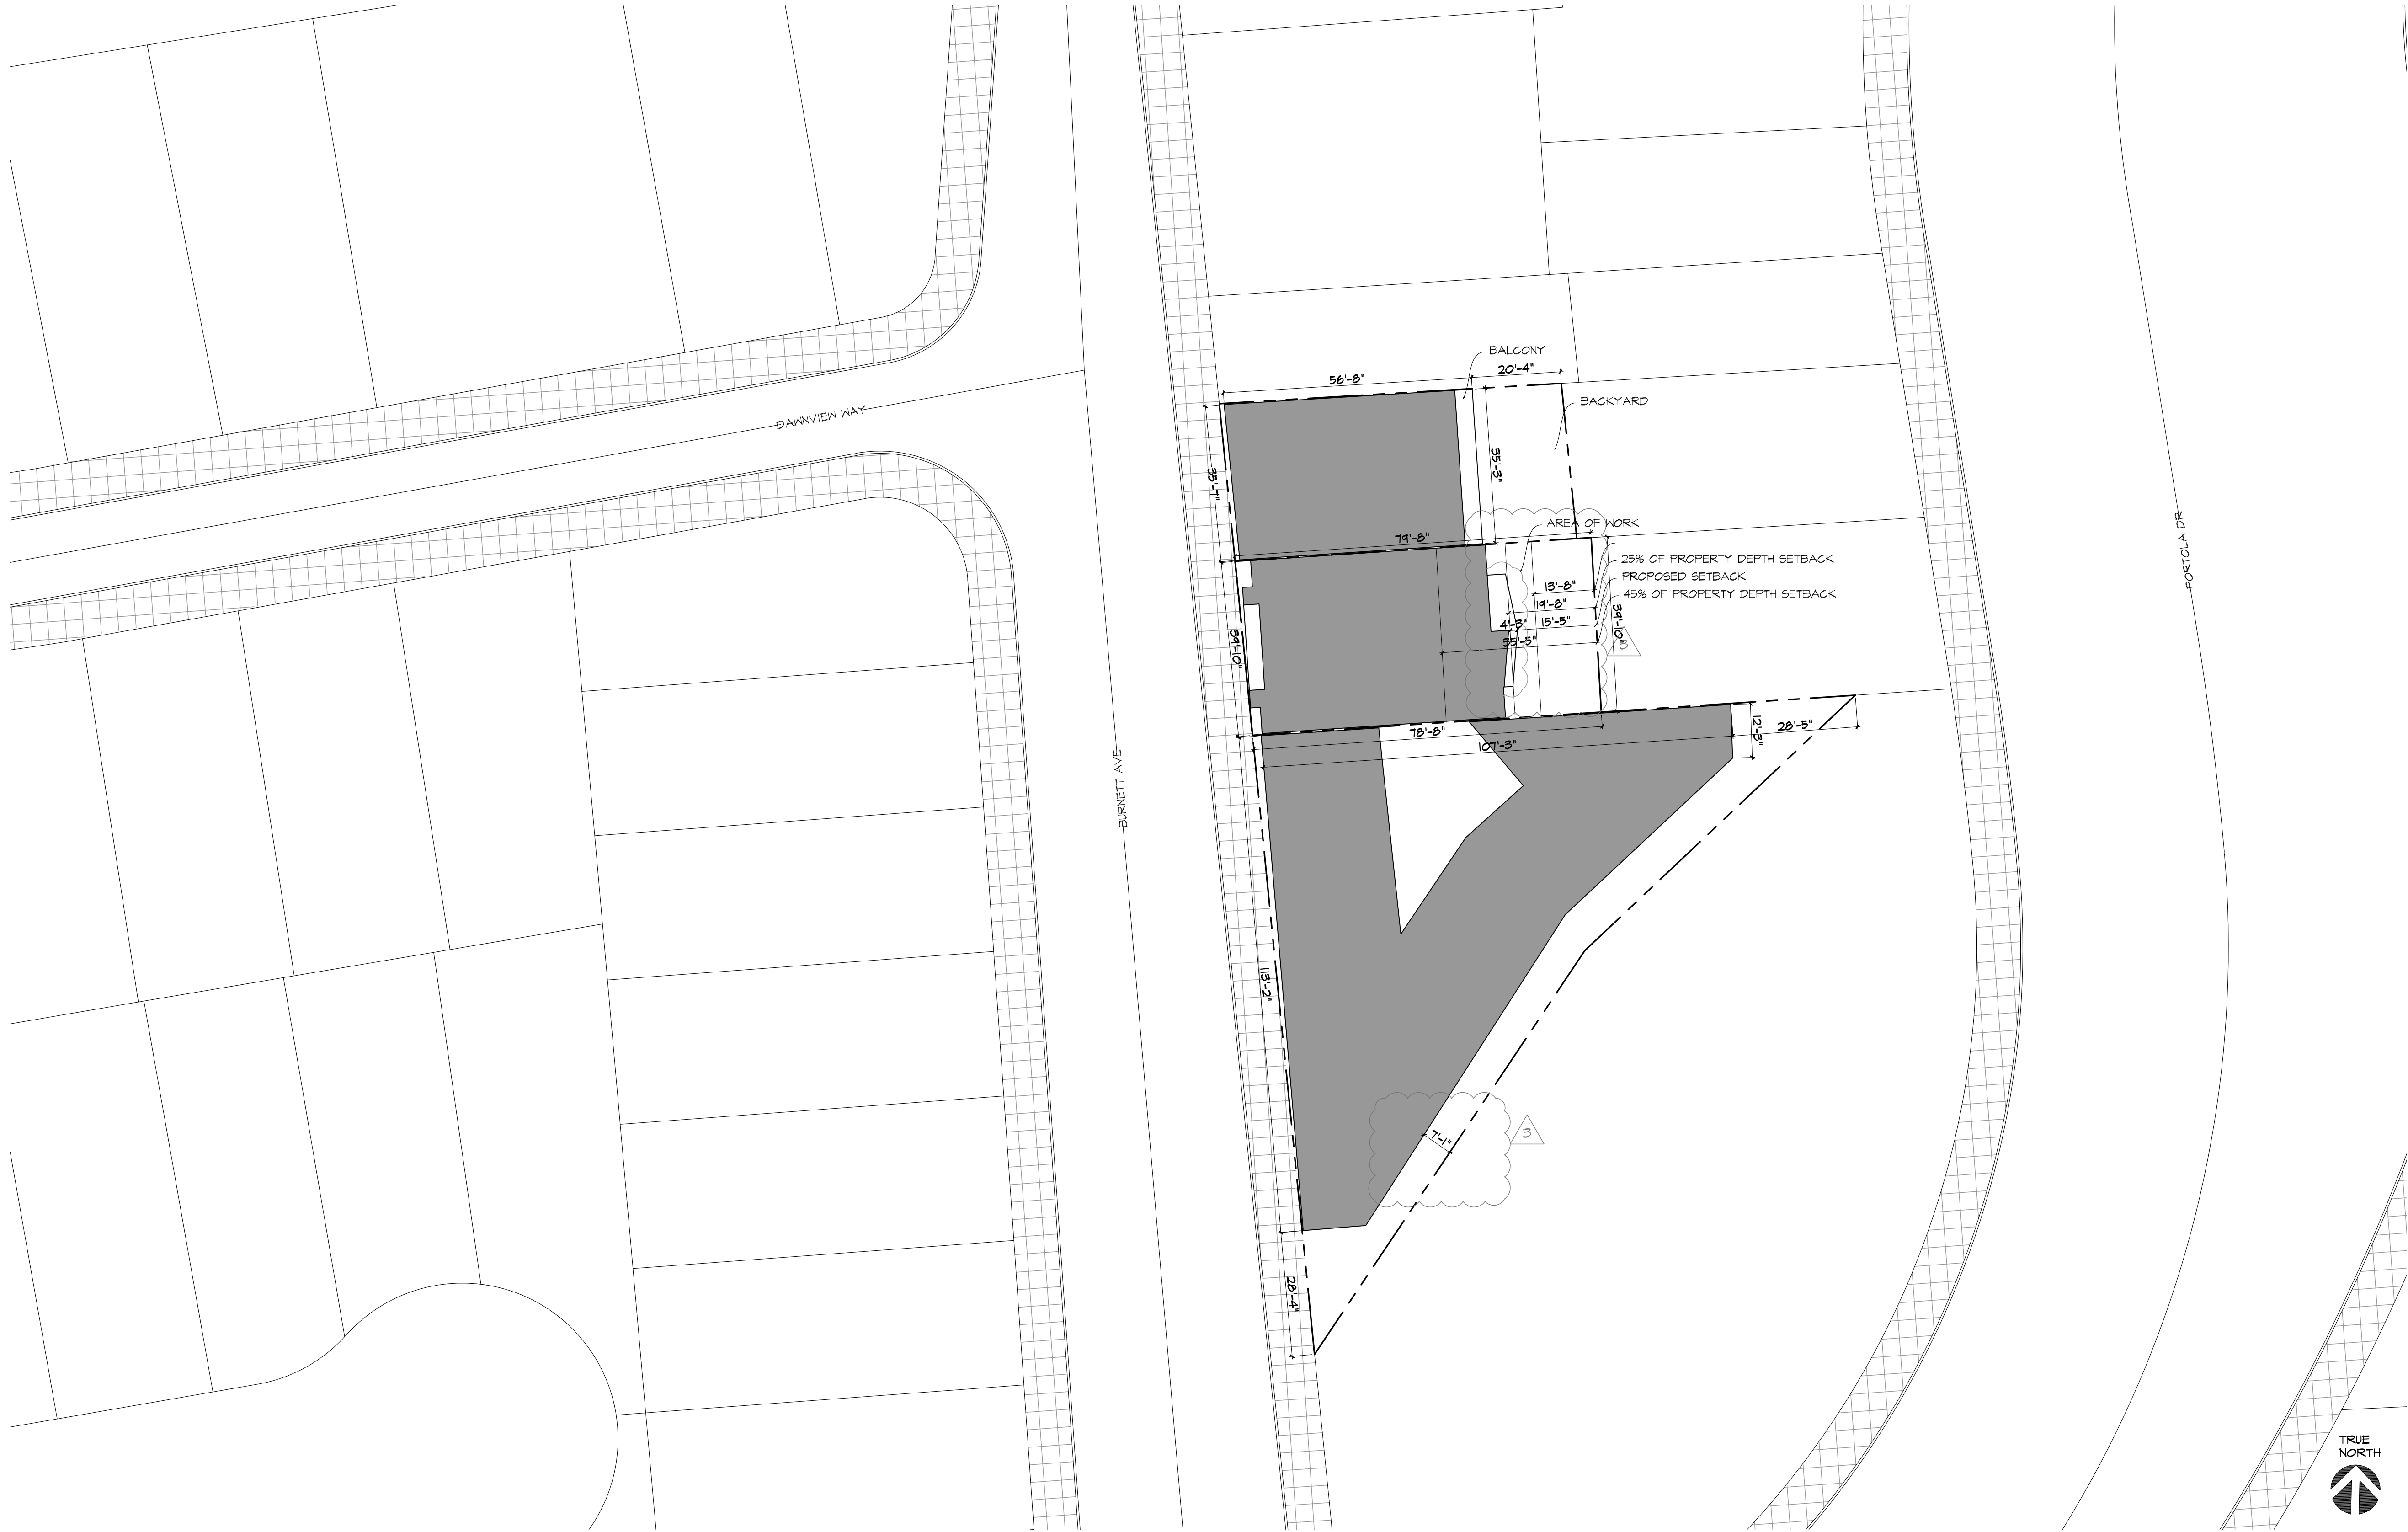 BALCONY
56'-8"
20'-4"
BACKYARD
DAWNVIEW WAY
35'-7"
35'-3"
AREA OF WORK
79'-8"
25% OF PROPERTY DEPTH SETBACK
PROPOSED SETBACK
45% OF PROPERTY DEPTH SETBACK
13'-8"
19'-8"
4'-3"
15'-5"
35'-5"
39'-10"
39'-10"
3
PORTOLA DR
BURNETT AVE
78'-8"
107'-3"
12'-3"
28'-5"
113'-2"
7'-1"
3
28'-4"
TRUE
NORTH